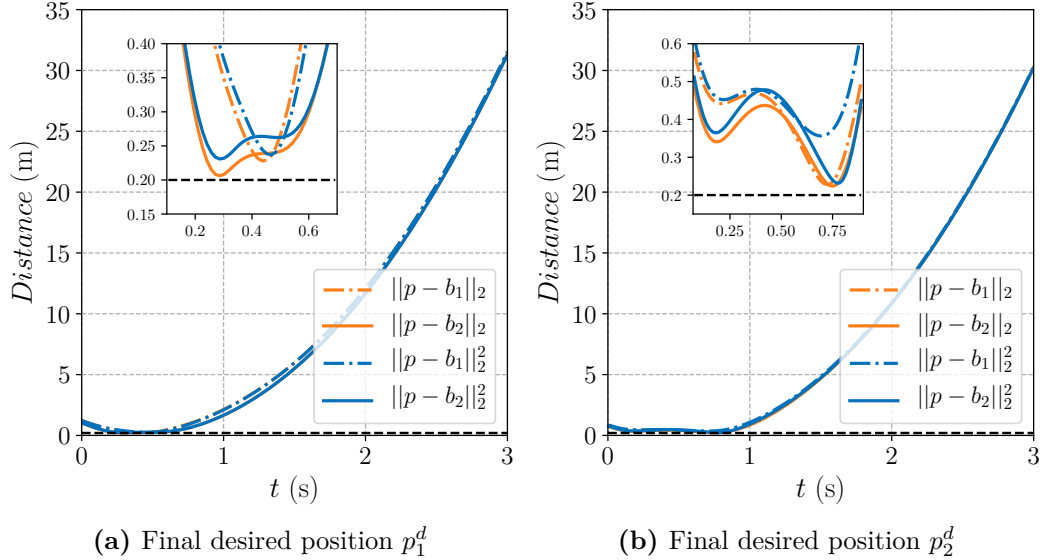 35
30
25
20
15
10
5
0
Distance (m)
0.40
0.35
0.30
0.25
0.20
0.15
0.2 0.4 0.6
||p − b₁||₂
||p − b₂||₂
||p − b₁||₂²
||p − b₂||₂²
0 1 2 3
t (s)
(a) Final desired position p₁ᵈ
35
30
25
20
15
10
5
0
Distance (m)
0.6
0.5
0.4
0.3
0.2
0.25 0.50 0.75
||p − b₁||₂
||p − b₂||₂
||p − b₁||₂²
||p − b₂||₂²
0 1 2 3
t (s)
(b) Final desired position p₂ᵈ